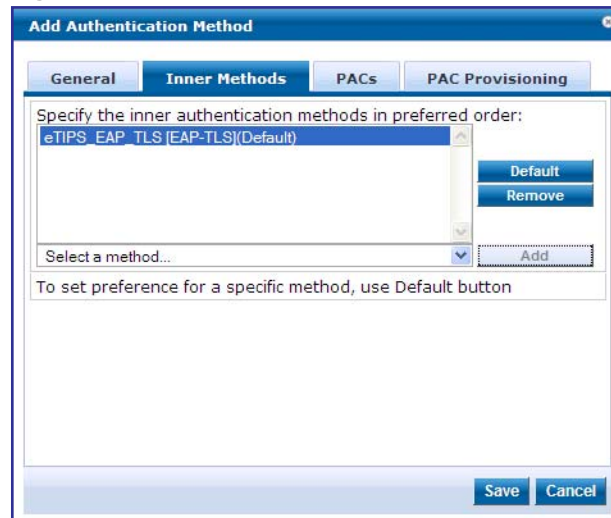 Add Authentication Method
General Inner Methods PACs PAC Provisioning
Specify the inner authentication methods in preferred order:
eTIPS_EAP_TLS [EAP-TLS](Default)
Default
Remove
Select a method... Add
To set preference for a specific method, use Default button
Save Cancel